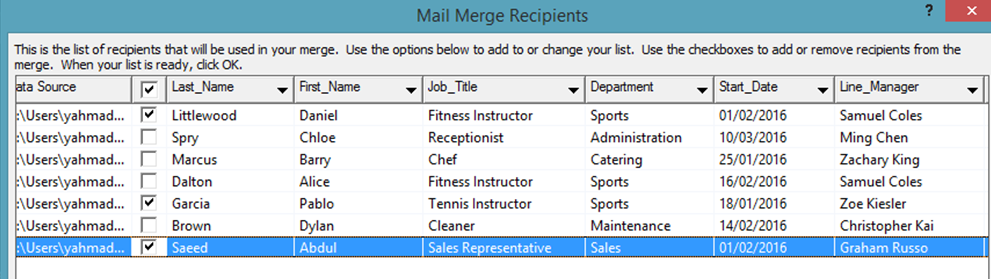 Mail Merge Recipients
?
This is the list of recipients that will be used in your merge. Use the options below to add to or change your list. Use the checkboxes to add or remove recipients from the
merge. When your list is ready, click OK.
ata Source Last_Name First_Name Job_Title Department Start_Date Line_Manager
:\Users\yahmad... Littlewood Daniel Fitness Instructor Sports 01/02/2016 Samuel Coles
:\Users\yahmad... Spry Chloe Receptionist Administration 10/03/2016 Ming Chen
:\Users\yahmad... Marcus Barry Chef Catering 25/01/2016 Zachary King
:\Users\yahmad... Dalton Alice Fitness Instructor Sports 16/02/2016 Samuel Coles
:\Users\yahmad... Garcia Pablo Tennis Instructor Sports 18/01/2016 Zoe Kiesler
:\Users\yahmad... Brown Dylan Cleaner Maintenance 14/02/2016 Christopher Kai
:\Users\yahmad... Saeed Abdul Sales Representative Sales 01/02/2016 Graham Russo